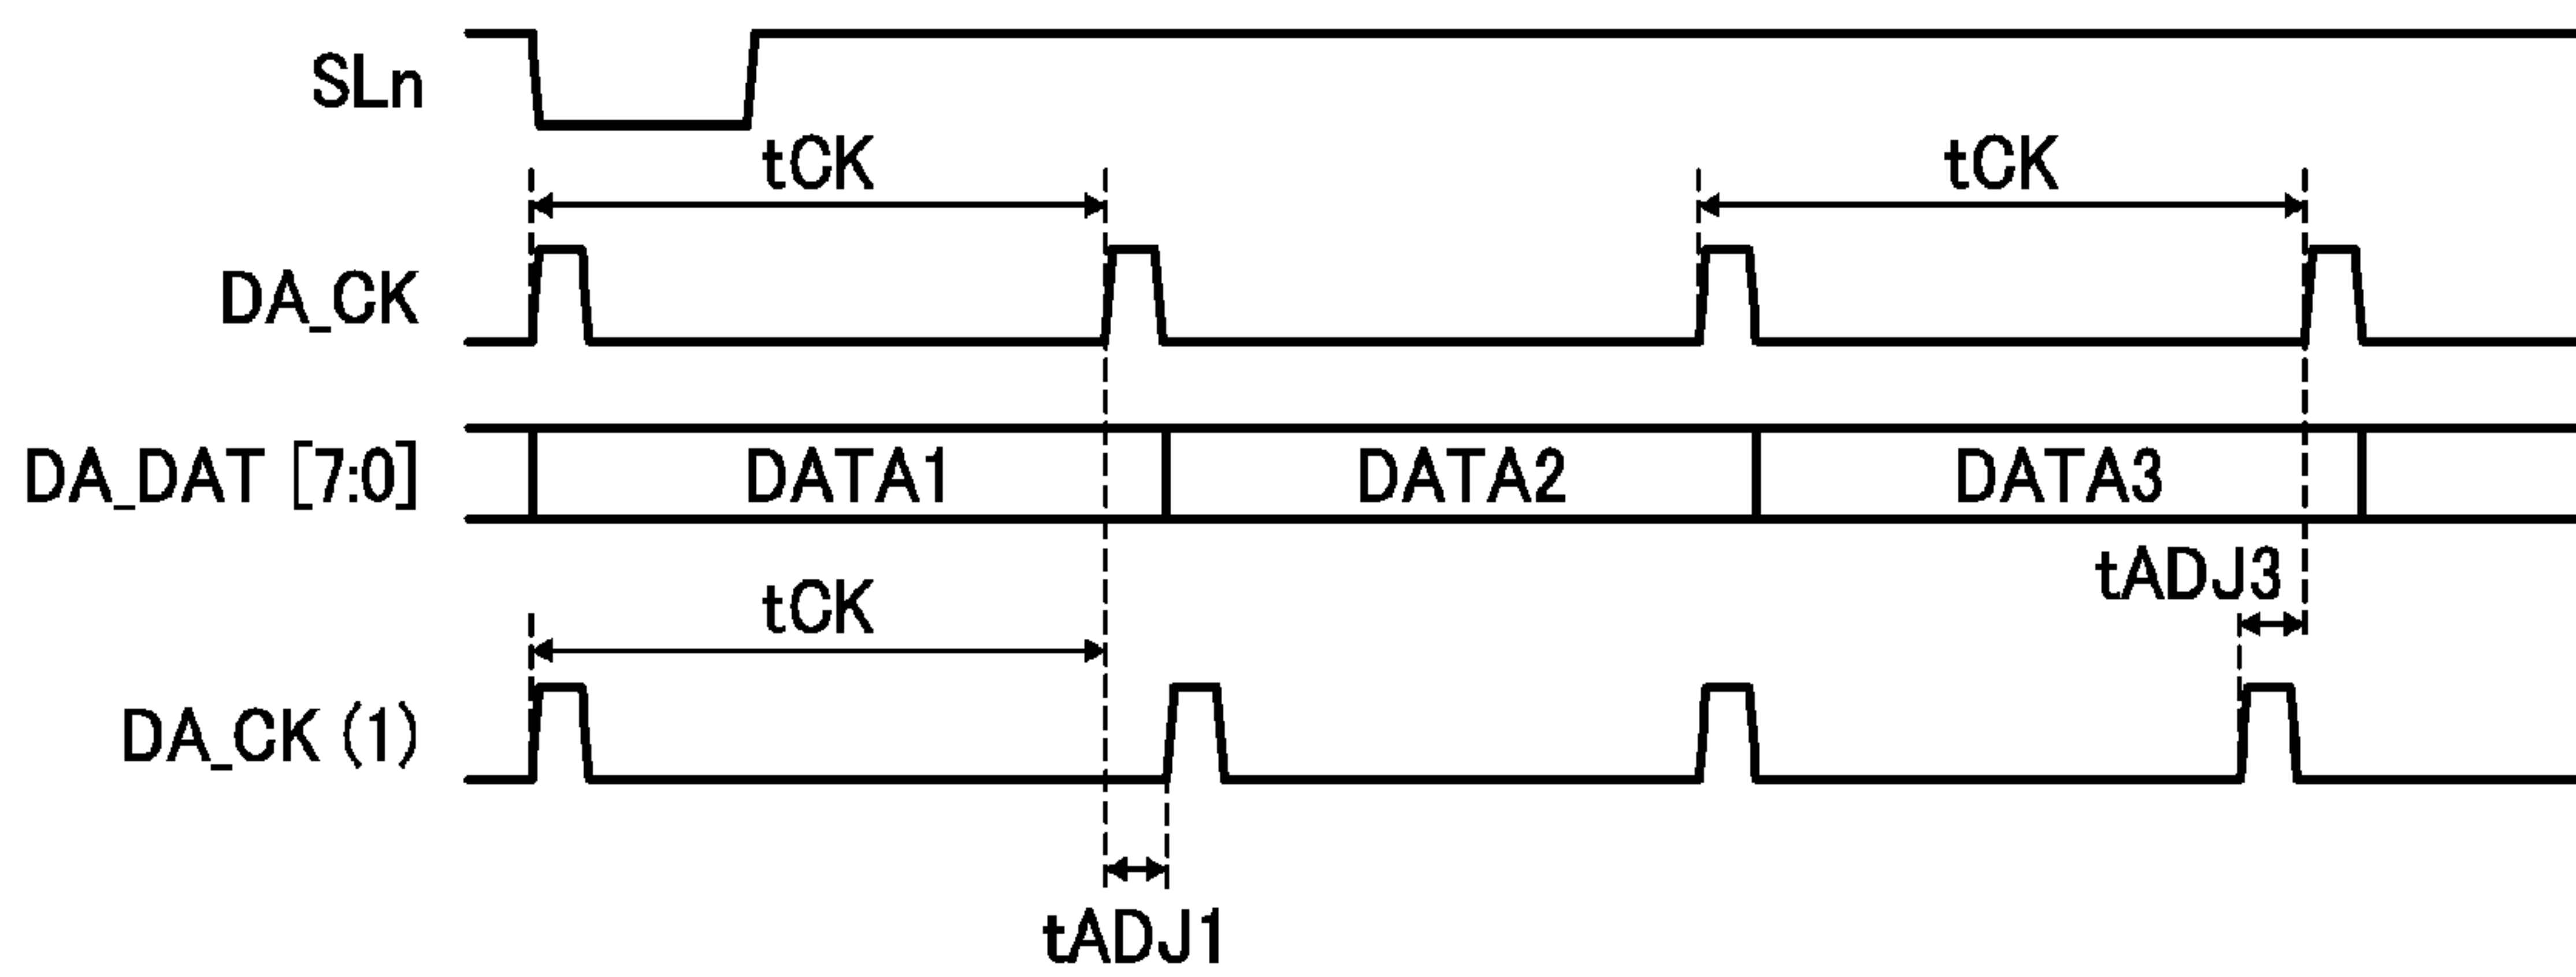 SLn
tCK
tCK
DA_CK
DA_DAT [7:0]
DATA1
DATA2
DATA3
tADJ3
tCK
DA_CK (1)
tADJ1